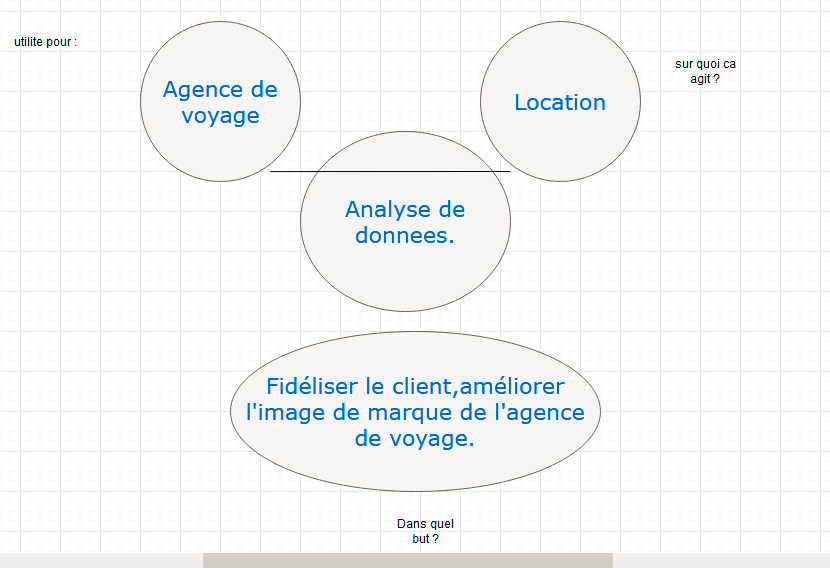 utilite pour :
Agence de
voyage
Location
sur quoi ca
agit ?
Analyse de
donnees.
Fidéliser le client,améliorer
l'image de marque de l'agence
de voyage.
Dans quel
but ?